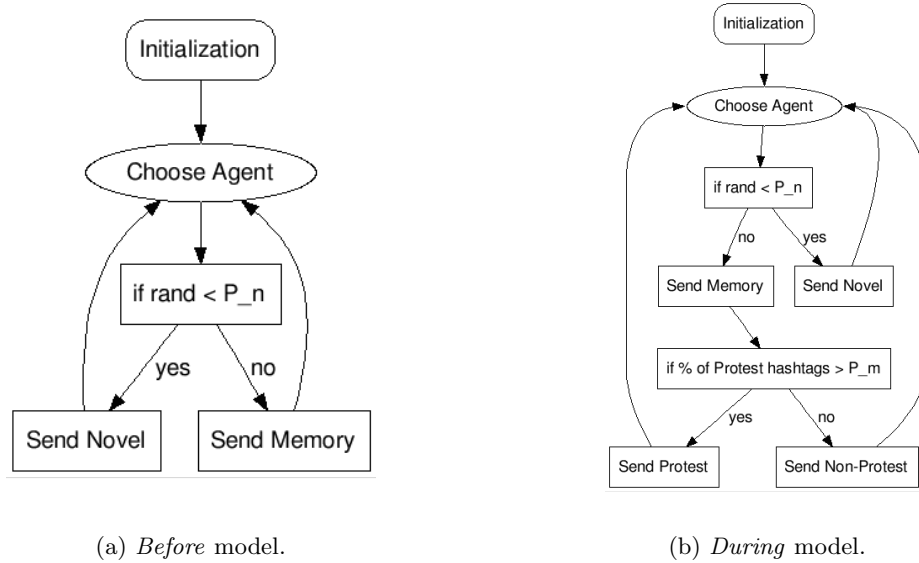 Initialization
Choose Agent
if rand < P_n
yes
no
Send Novel
Send Memory
(a) Before model.
Initialization
Choose Agent
if rand < P_n
no
yes
Send Memory
Send Novel
if % of Protest hashtags > P_m
yes
no
Send Protest
Send Non-Protest
(b) During model.